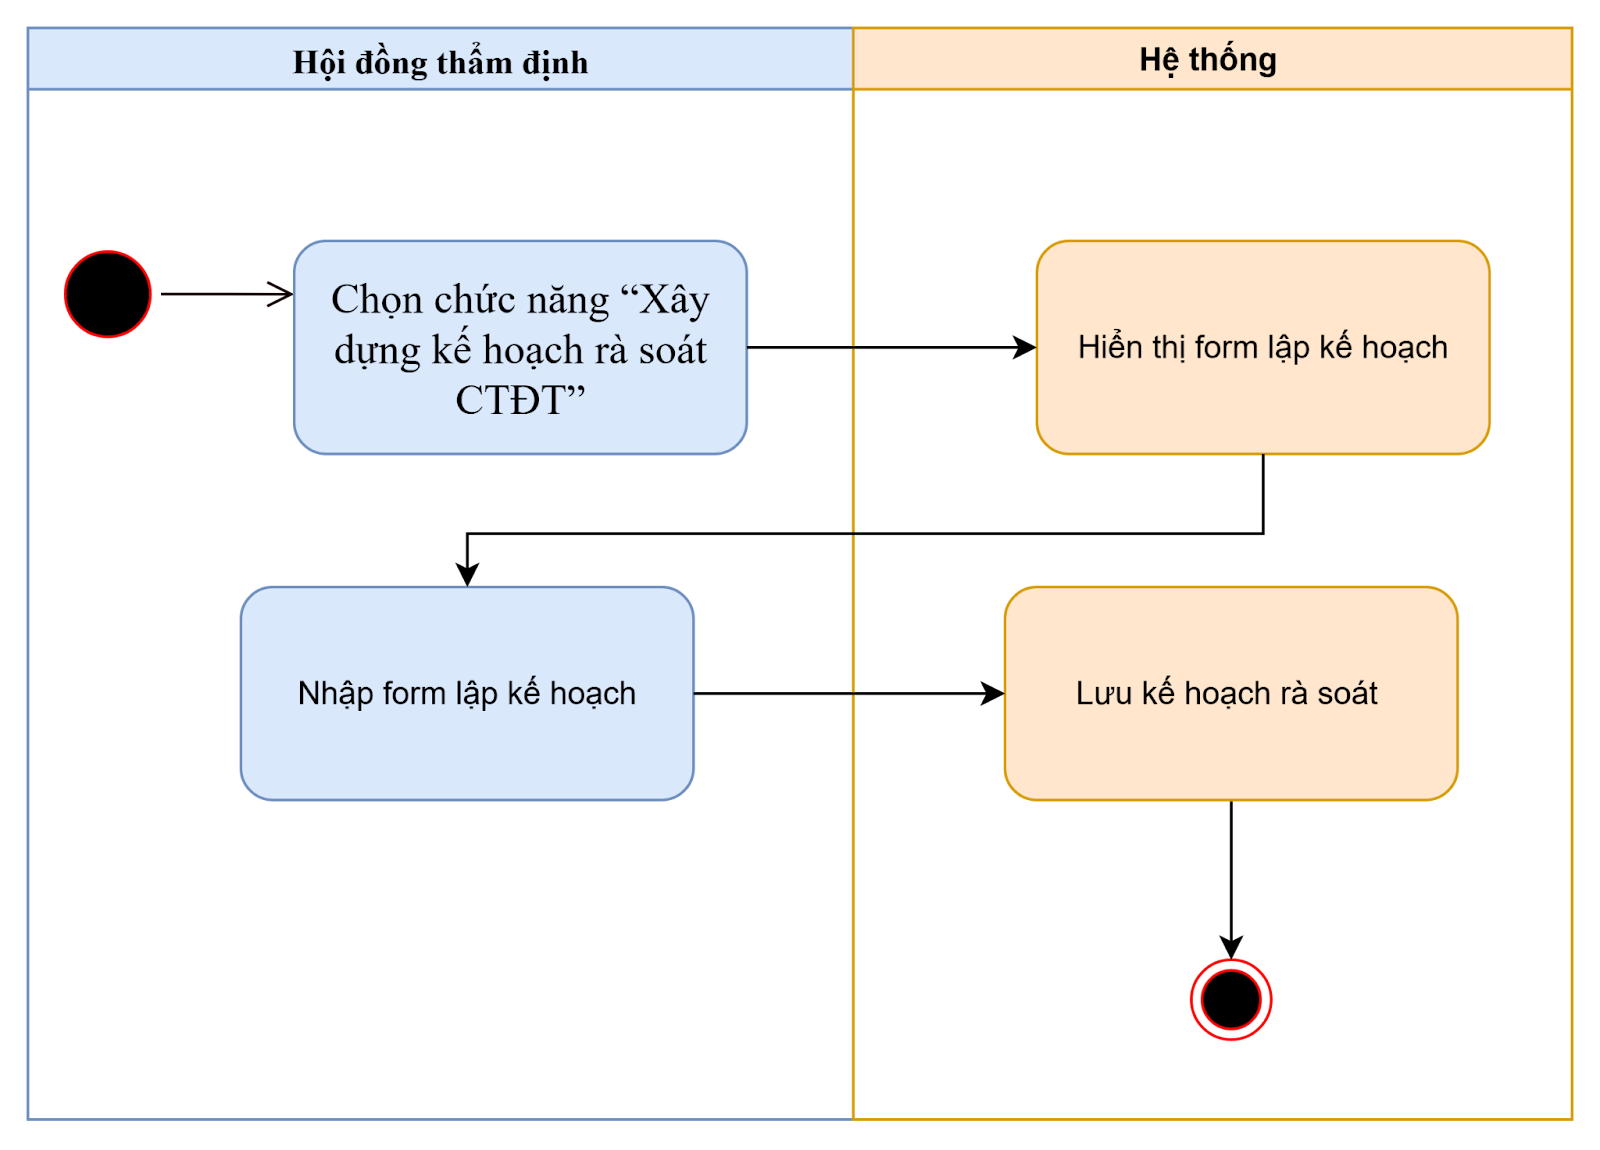 Hội đồng thẩm định
Hệ thống
Chọn chức năng “Xây
dựng kế hoạch rà soát
CTĐT”
Hiển thị form lập kế hoạch
Nhập form lập kế hoạch
Lưu kế hoạch rà soát